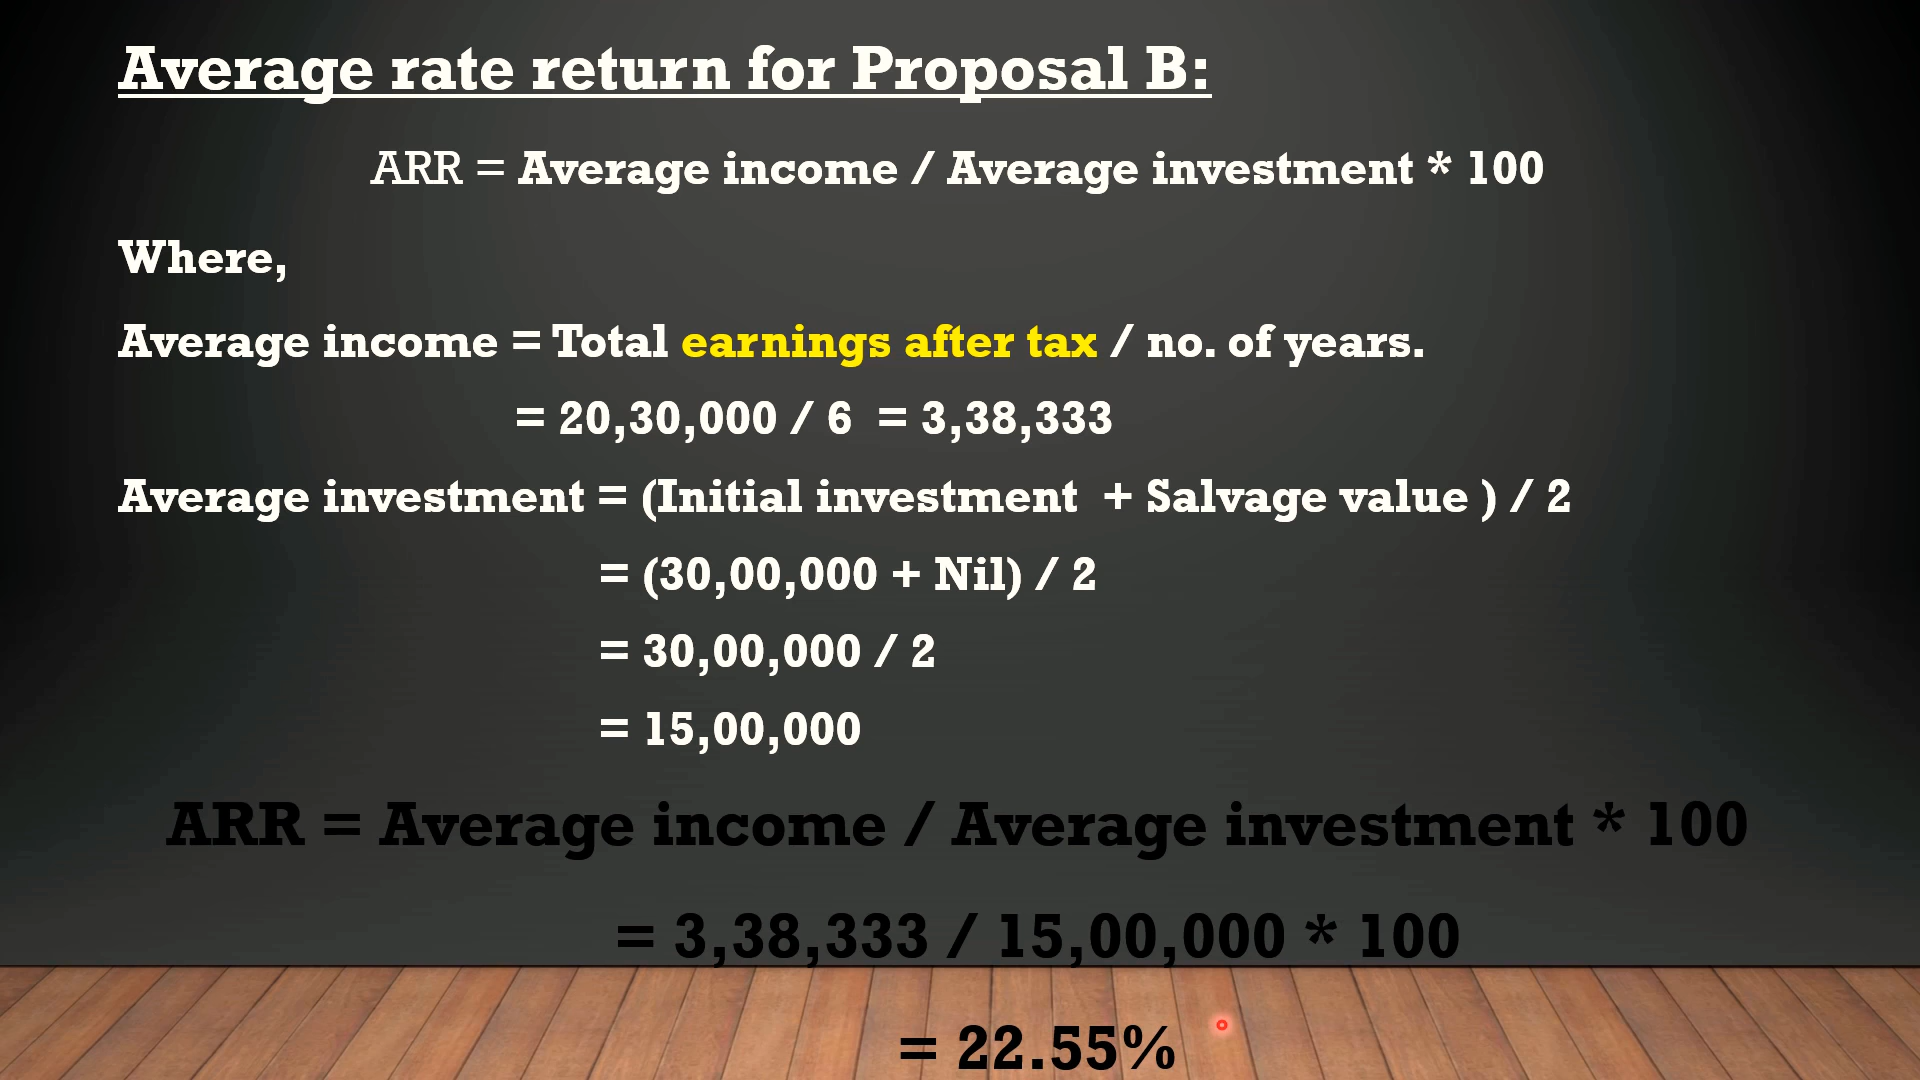 Average rate return for Proposal B:
ARR = Average income / Average investment * 100
Where,
Average income = Total earnings after tax / no. of years.
= 20,30,000 / 6 = 3,38,333
Average investment = (Initial investment + Salvage value ) / 2
= (30,00,000 + Nil) / 2
= 30,00,000 / 2
= 15,00,000
ARR = Average income / Average investment * 100
= 3,38,333 / 15,00,000 * 100
= 22.55%